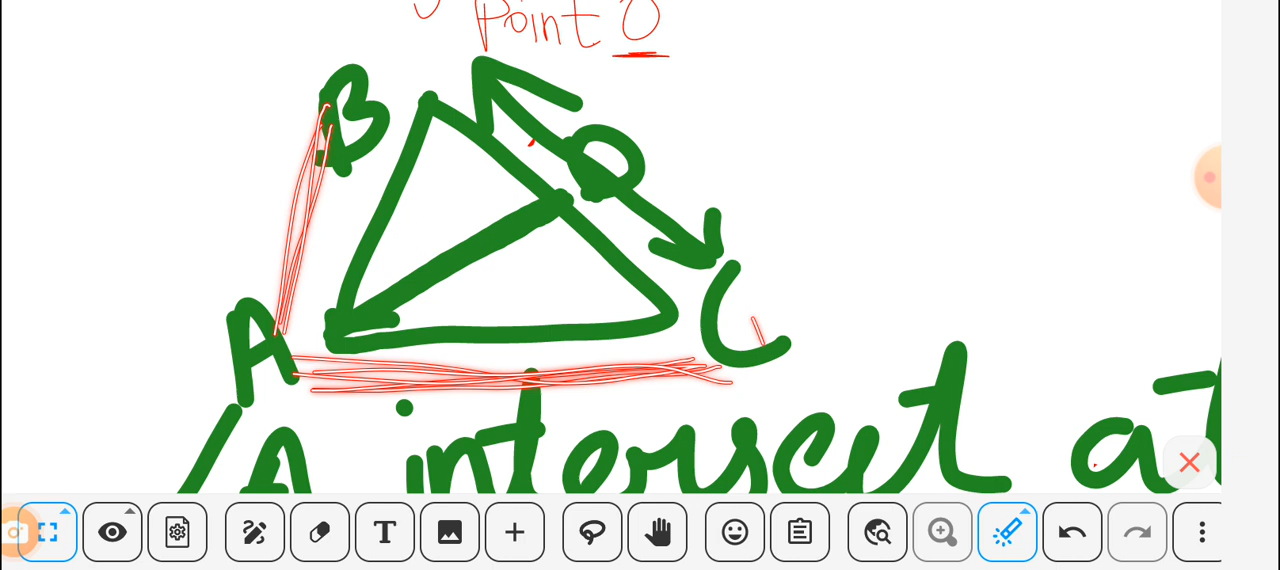 Point O
B
O
A
C
∠A intersect at
T